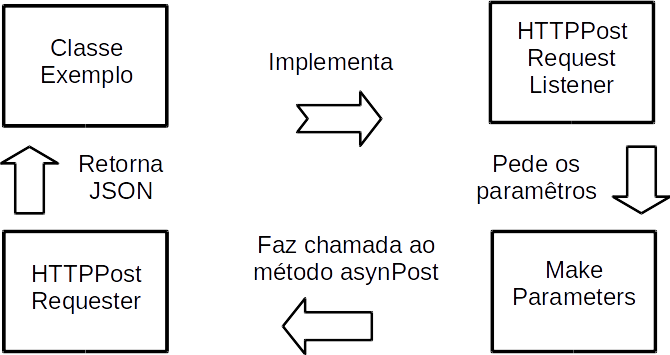 Classe
Exemplo
Implementa
HTTPPost
Request
Listener
Pede os
paramêtros
Make
Parameters
Faz chamada ao
método asynPost
HTTPPost
Requester
Retorna
JSON